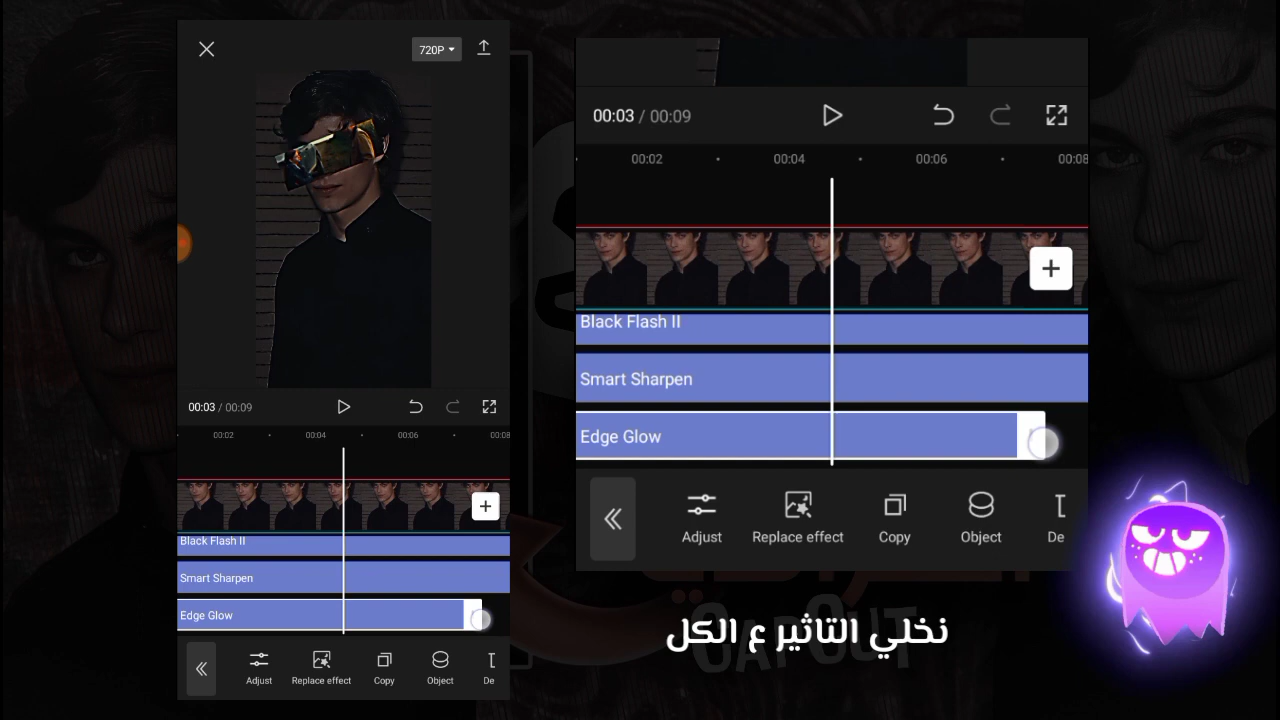 720P
00:03 / 00:09
00:02 00:04 00:06 00:08
Black Flash II
Smart Sharpen
Edge Glow
Adjust Replace effect Copy Object De
00:03 / 00:09
00:02 00:04 00:06 00:08
Black Flash II
Smart Sharpen
Edge Glow
Adjust Replace effect Copy Object De
نخلي التاثير ع الكل